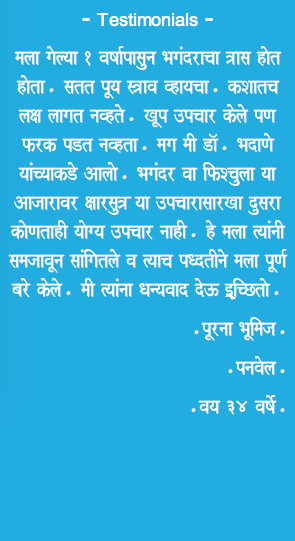 - Testimonials -
मला गेल्या १ वर्षापासुन भगंदराचा त्रास होत
होता. सतत पूय स्त्राव व्हायचा. कशातच
लक्ष लागत नव्हते. खूप उपचार केले पण
फरक पडत नव्हता. मग मी डॉ. भदाणे
यांच्याकडे आलो. भगंदर वा फिश्चुला या
आजारावर क्षारसुत्र या उपचारासारखा दुसरा
कोणताही योग्य उपचार नाही. हे मला त्यांनी
समजावून सांगितले व त्याच पध्दतीने मला पूर्ण
बरे केले. मी त्यांना धन्यवाद देऊ इच्छितो.
.पूरना भूमिज.
.पनवेल.
.वय ३४ वर्षे.